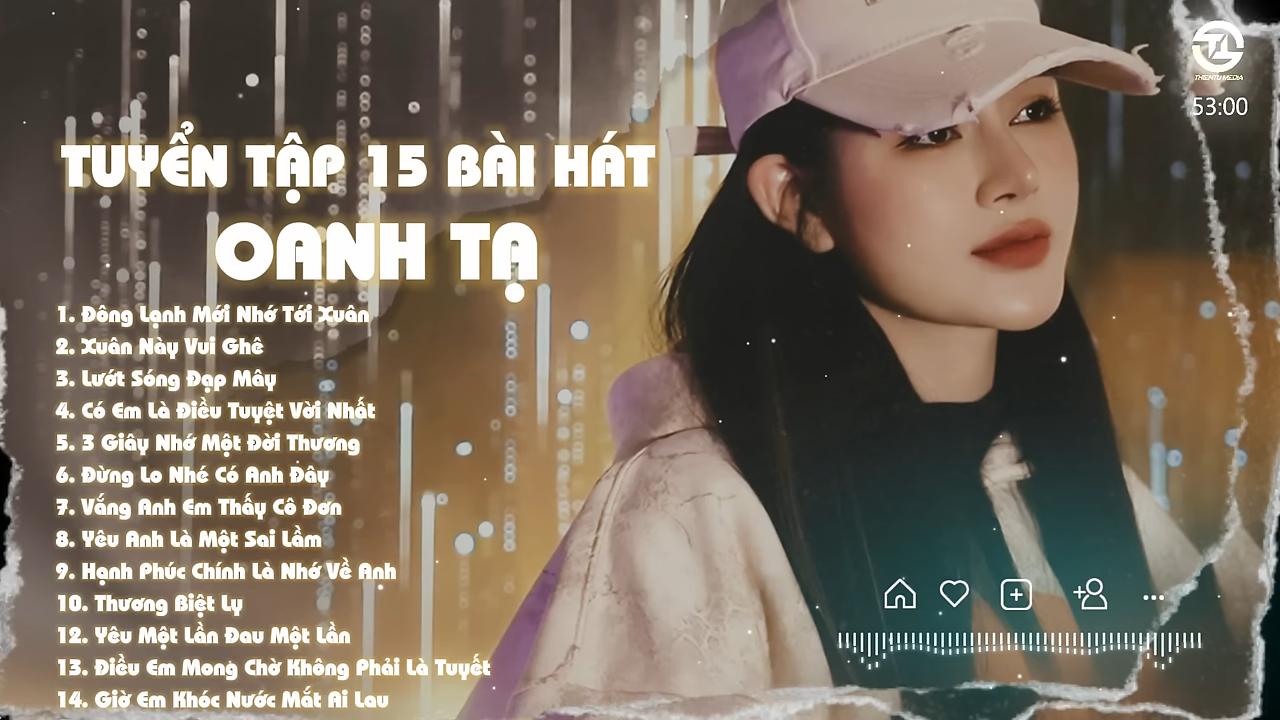 TUYỂN TẬP 15 BÀI HÁT
OANH TẠ
1. Đông Lạnh Mới Nhớ Tới Xuân
2. Xuân Này Vui Ghê
3. Lướt Sóng Đạp Mây
4. Có Em Là Điều Tuyệt Vời Nhất
5. 3 Giây Nhớ Một Đời Thương
6. Đừng Lo Nhé Có Anh Đây
7. Vắng Anh Em Thấy Cô Đơn
8. Yêu Anh Là Một Sai Lầm
9. Hạnh Phúc Chính Là Nhớ Về Anh
10. Thương Biệt Ly
12. Yêu Một Lần Đau Một Lần
13. Điều Em Mong Chờ Không Phải Là Tuyết
14. Giờ Em Khóc Nước Mắt Ai Lau
TL
THIENTU MEDIA
53:00